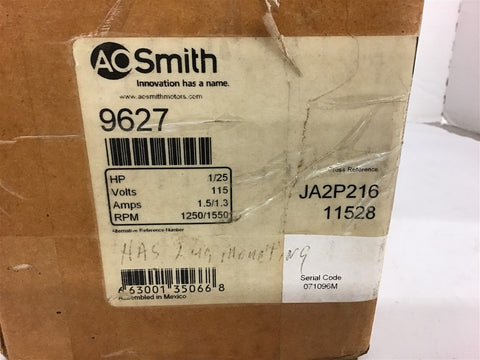 AO Smith
Innovation has a name.
www.aosmithmotors.com
9627
HP 1/25
Volts 115
Amps 1.5/1.3
RPM 1250/1550
Cross Reference
JA2P216
11528
Alternative Reference Number
HAS Lug Mounting
6 63001 35066 8
Assembled in Mexico
Serial Code
071096M